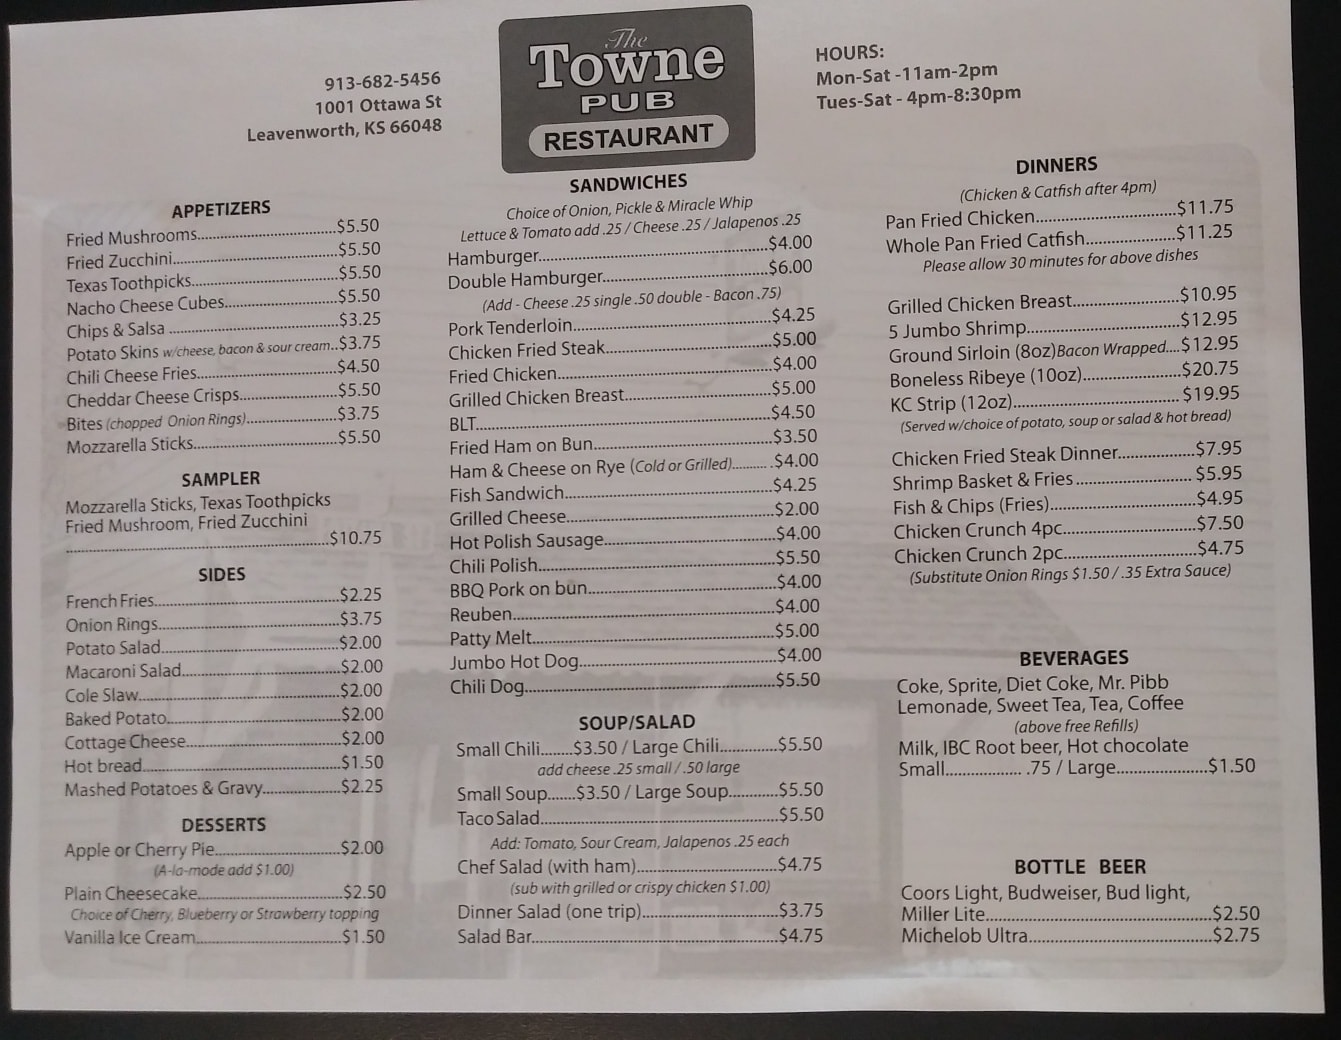 913-682-5456
1001 Ottawa St
Leavenworth, KS 66048
The
Towne
PUB
RESTAURANT
HOURS:
Mon-Sat -11am-2pm
Tues-Sat - 4pm-8:30pm
APPETIZERS
Fried Mushrooms...............................$5.50
Fried Zucchini...............................$5.50
Texas Toothpicks...............................$5.50
Nacho Cheese Cubes........................$5.50
Chips & Salsa ...............................$3.25
Potato Skins w/cheese, bacon & sour cream..$3.75
Chili Cheese Fries............................$4.50
Cheddar Cheese Crisps.....................$5.50
Bites (chopped Onion Rings)....................$3.75
Mozzarella Sticks..............................$5.50
SAMPLER
Mozzarella Sticks, Texas Toothpicks
Fried Mushroom, Fried Zucchini
..........................................................$10.75
SIDES
French Fries.........................................$2.25
Onion Rings........................................$3.75
Potato Salad.......................................$2.00
Macaroni Salad...................................$2.00
Cole Slaw............................................$2.00
Baked Potato......................................$2.00
Cottage Cheese..................................$2.00
Hot bread...........................................$1.50
Mashed Potatoes & Gravy.....................$2.25
DESSERTS
Apple or Cherry Pie............................$2.00
(A-la-mode add $1.00)
Plain Cheesecake................................$2.50
Choice of Cherry, Blueberry or Strawberry topping
Vanilla Ice Cream................................$1.50
SANDWICHES
Choice of Onion, Pickle & Miracle Whip
Lettuce & Tomato add .25 / Cheese .25 / Jalapenos .25
Hamburger..................................................$4.00
Double Hamburger....................................$6.00
(Add - Cheese .25 single .50 double - Bacon .75)
Pork Tenderloin...........................................$4.25
Chicken Fried Steak....................................$5.00
Fried Chicken..............................................$4.00
Grilled Chicken Breast................................$5.00
BLT................................................................$4.50
Fried Ham on Bun.......................................$3.50
Ham & Cheese on Rye (Cold or Grilled).......... .$4.00
Fish Sandwich.............................................$4.25
Grilled Cheese.............................................$2.00
Hot Polish Sausage.....................................$4.00
Chili Polish...................................................$5.50
BBQ Pork on bun.........................................$4.00
Reuben.........................................................$4.00
Patty Melt....................................................$5.00
Jumbo Hot Dog...........................................$4.00
Chili Dog......................................................$5.50
SOUP/SALAD
Small Chili.......$3.50 / Large Chili.............$5.50
add cheese .25 small / .50 large
Small Soup.......$3.50 / Large Soup...........$5.50
Taco Salad...................................................$5.50
Add: Tomato, Sour Cream, Jalapenos .25 each
Chef Salad (with ham)................................$4.75
(sub with grilled or crispy chicken $1.00)
Dinner Salad (one trip)...............................$3.75
Salad Bar.....................................................$4.75
DINNERS
(Chicken & Catfish after 4pm)
Pan Fried Chicken................................$11.75
Whole Pan Fried Catfish....................$11.25
Please allow 30 minutes for above dishes
Grilled Chicken Breast........................$10.95
5 Jumbo Shrimp..................................$12.95
Ground Sirloin (8oz)Bacon Wrapped....$12.95
Boneless Ribeye (10oz)......................$20.75
KC Strip (12oz)..................................... $19.95
(Served w/choice of potato, soup or salad & hot bread)
Chicken Fried Steak Dinner.................$7.95
Shrimp Basket & Fries.......................... $5.95
Fish & Chips (Fries)................................$4.95
Chicken Crunch 4pc..............................$7.50
Chicken Crunch 2pc..............................$4.75
(Substitute Onion Rings $1.50 / .35 Extra Sauce)
BEVERAGES
Coke, Sprite, Diet Coke, Mr. Pibb
Lemonade, Sweet Tea, Tea, Coffee
(above free Refills)
Milk, IBC Root beer, Hot chocolate
Small................. .75 / Large....................$1.50
BOTTLE BEER
Coors Light, Budweiser, Bud light,
Miller Lite..................................................$2.50
Michelob Ultra........................................$2.75